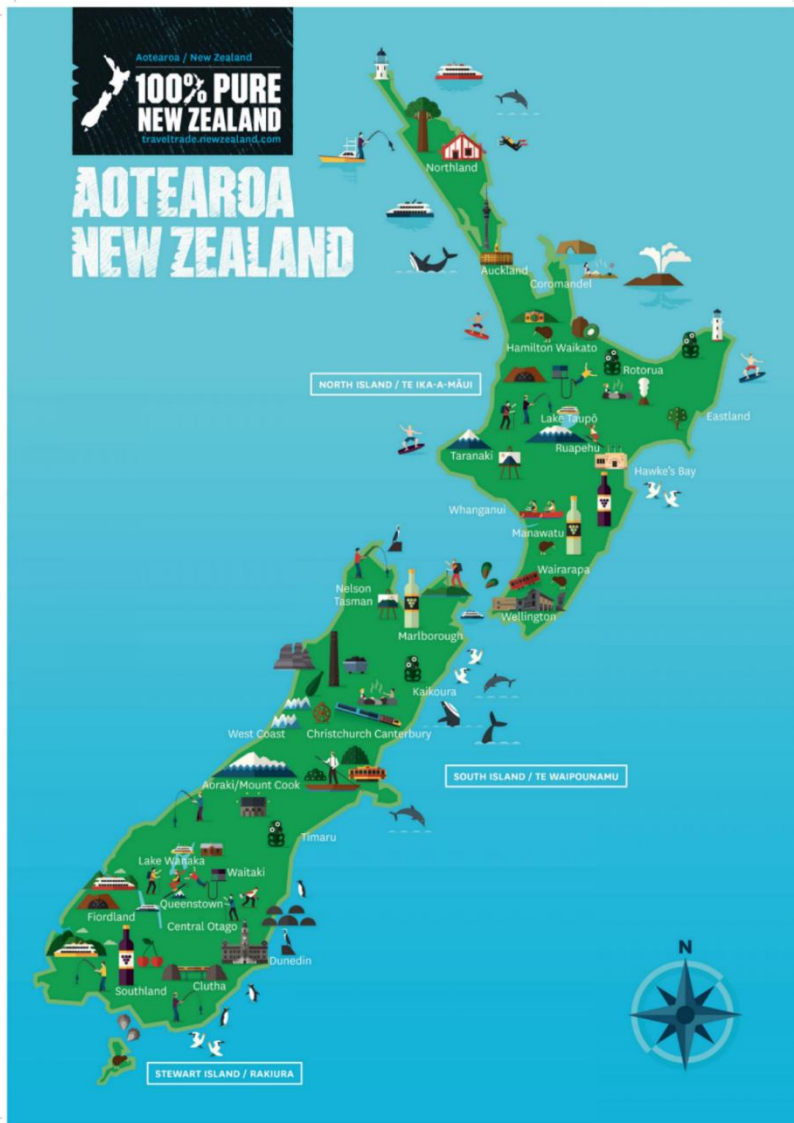 Aotearoa / New Zealand
100% PURE
NEW ZEALAND
traveltrade.newzealand.com
AOTEAROA
NEW ZEALAND
Northland
Auckland
Coromandel
Hamilton Waikato
NORTH ISLAND / TE IKA-A-MĀUI
Rotorua
Lake Taupō
Eastland
Ruapehu
Taranaki
Hawke's Bay
Whanganui
Manawatu
Wairarapa
Nelson
Tasman
Wellington
Marlborough
Kaikoura
West Coast
Christchurch Canterbury
SOUTH ISLAND / TE WAIPOUNAMU
Aoraki/Mount Cook
Timaru
Lake Wanaka
Waitaki
Queenstown
Fiordland
Central Otago
N
Dunedin
Southland
Clutha
STEWART ISLAND / RAKIURA